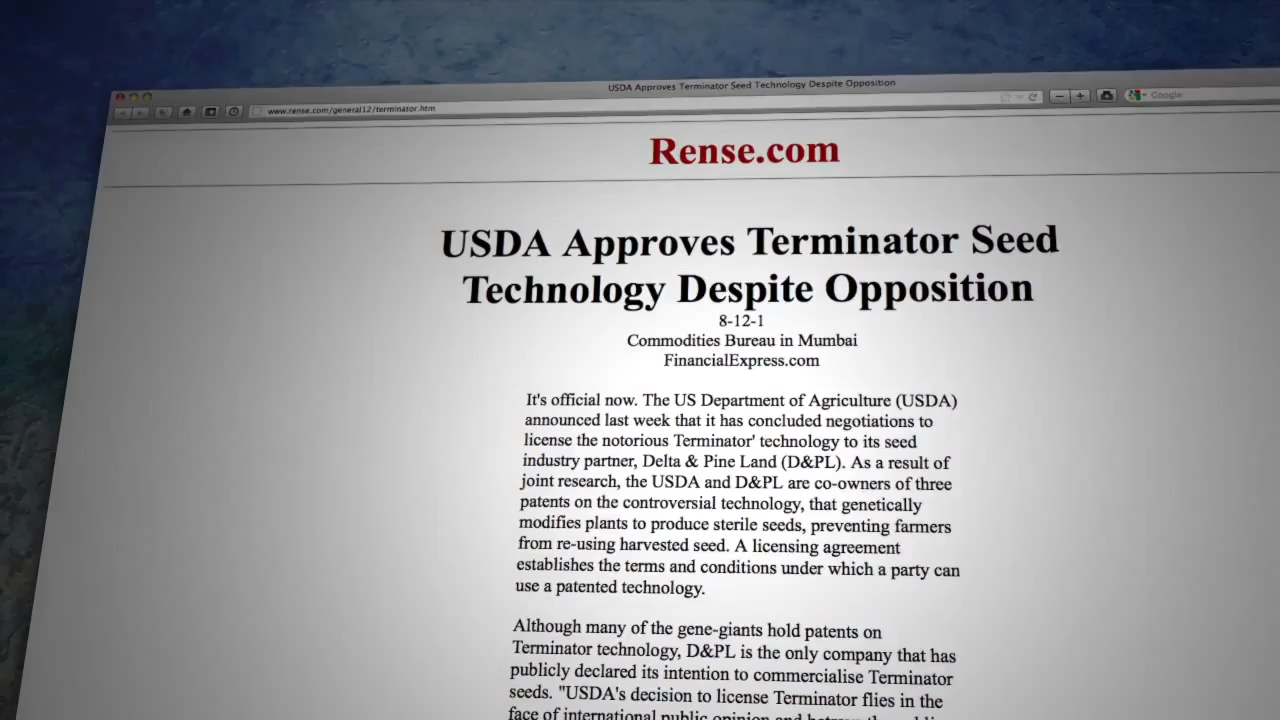 USDA Approves Terminator Seed Technology Despite Opposition
www.rense.com/general12/terminator.htm
Google
Rense.com
USDA Approves Terminator Seed
Technology Despite Opposition
8-12-1
Commodities Bureau in Mumbai
FinancialExpress.com
It's official now. The US Department of Agriculture (USDA)
announced last week that it has concluded negotiations to
license the notorious Terminator' technology to its seed
industry partner, Delta & Pine Land (D&PL). As a result of
joint research, the USDA and D&PL are co-owners of three
patents on the controversial technology, that genetically
modifies plants to produce sterile seeds, preventing farmers
from re-using harvested seed. A licensing agreement
establishes the terms and conditions under which a party can
use a patented technology.
Although many of the gene-giants hold patents on
Terminator technology, D&PL is the only company that has
publicly declared its intention to commercialise Terminator
seeds. "USDA's decision to license Terminator flies in the
face of international public opinion and